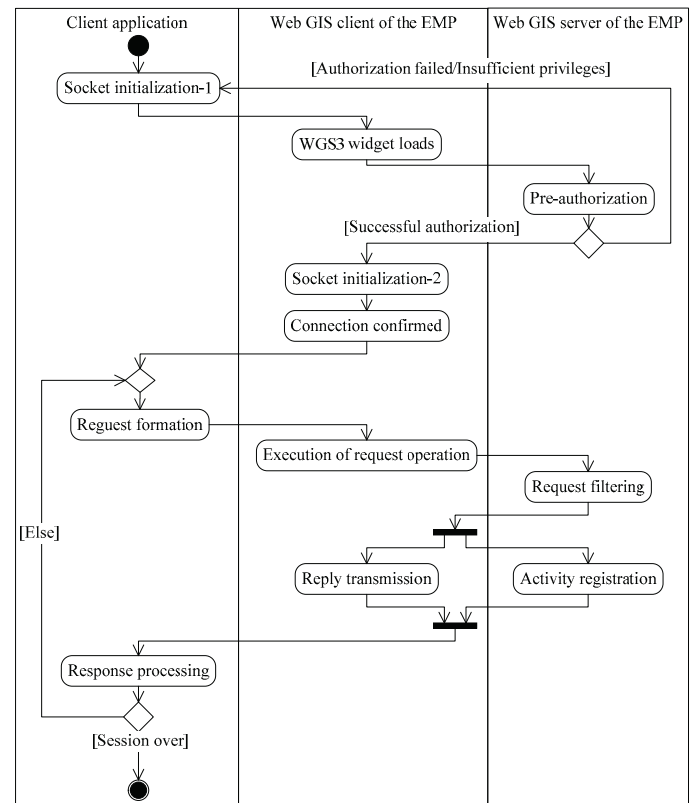 Client application
Web GIS client of the EMP
Web GIS server of the EMP
[Authorization failed/Insufficient privileges]
Socket initialization-1
WGS3 widget loads
Pre-authorization
[Successful authorization]
Socket initialization-2
Connection confirmed
Reguest formation
Execution of request operation
Request filtering
[Else]
Reply transmission
Activity registration
Response processing
[Session over]